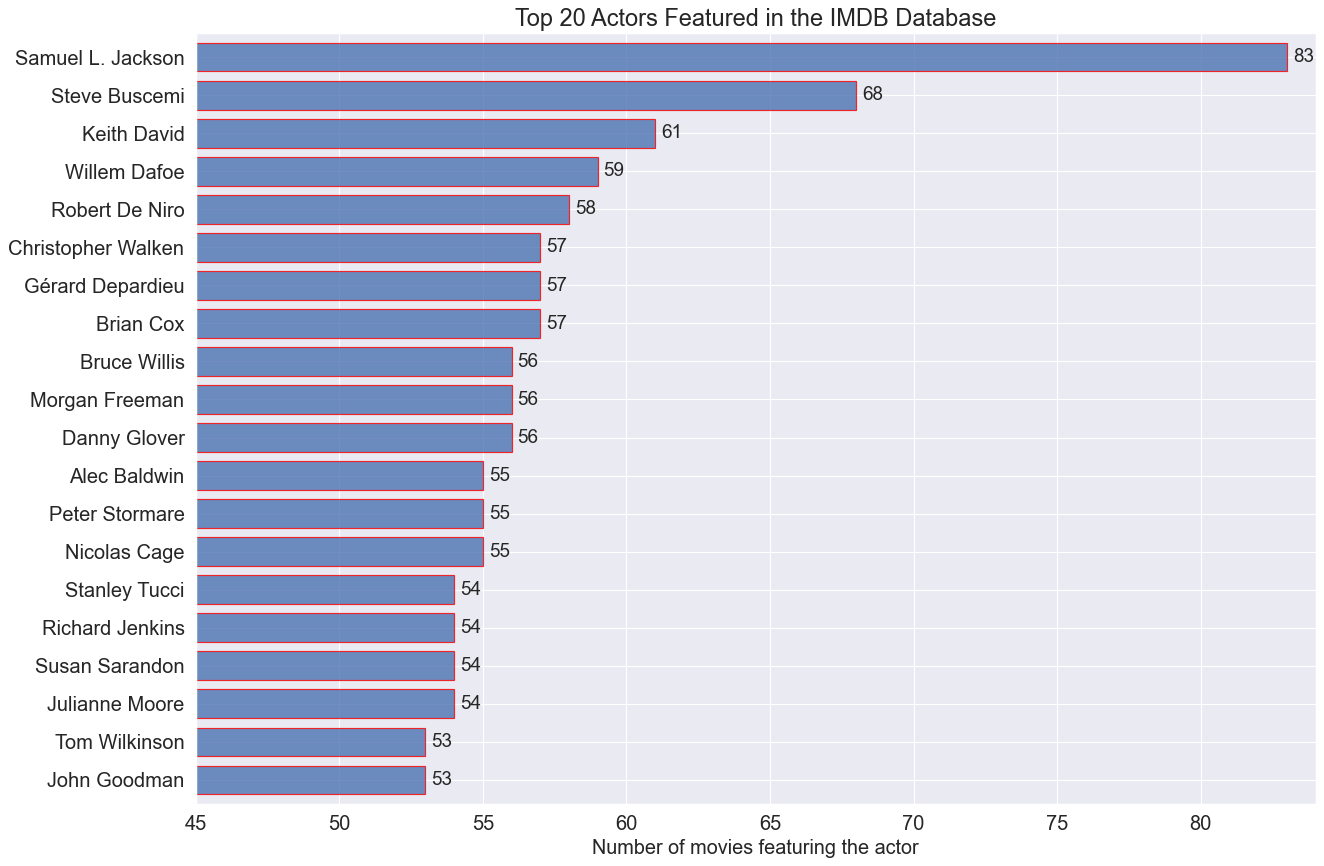 Top 20 Actors Featured in the IMDB Database
Samuel L. Jackson 83
Steve Buscemi 68
Keith David 61
Willem Dafoe 59
Robert De Niro 58
Christopher Walken 57
Gérard Depardieu 57
Brian Cox 57
Bruce Willis 56
Morgan Freeman 56
Danny Glover 56
Alec Baldwin 55
Peter Stormare 55
Nicolas Cage 55
Stanley Tucci 54
Richard Jenkins 54
Susan Sarandon 54
Julianne Moore 54
Tom Wilkinson 53
John Goodman 53
45 50 55 60 65 70 75 80
Number of movies featuring the actor